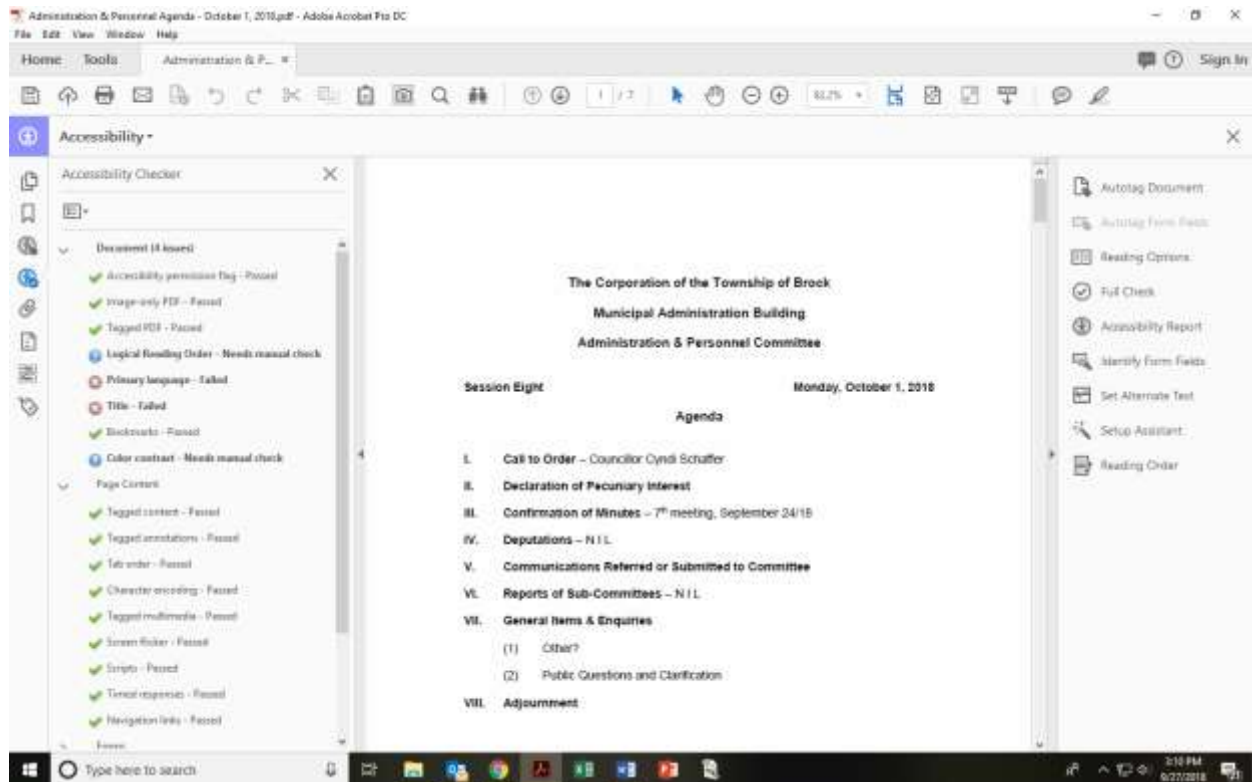 Administration & Personnel Agenda - October 1, 2018.pdf - Adobe Acrobat Pro DC
File Edit View Window Help
Home Tools Administration & P...
Sign In
1 / 7
Accessibility
Accessibility Checker
Document (4 issues)
Accessibility permission flag - Passed
Image-only PDF - Passed
Tagged PDF - Passed
Logical Reading Order - Needs manual check
Primary language - Failed
Title - Failed
Bookmarks - Passed
Color contrast - Needs manual check
Page Content
Tagged content - Passed
Tagged annotations - Passed
Tab order - Passed
Character encoding - Passed
Tagged multimedia - Passed
Screen flicker - Passed
Scripts - Passed
Timed responses - Passed
Navigation links - Passed
Forms
The Corporation of the Township of Brock
Municipal Administration Building
Administration & Personnel Committee
Session Eight Monday, October 1, 2018
Agenda
I. Call to Order – Councillor Cyndi Schaffer
II. Declaration of Pecuniary Interest
III. Confirmation of Minutes – 7th meeting, September 24/18
IV. Deputations – N I L
V. Communications Referred or Submitted to Committee
VI. Reports of Sub-Committees – N I L
VII. General Items & Enquiries
(1) Other?
(2) Public Questions and Clarification
VIII. Adjournment
Autotag Document
Autotag Form Fields
Reading Options
Full Check
Accessibility Report
Identify Form Fields
Set Alternate Text
Setup Assistant
Reading Order
Type here to search
3:10 PM
9/27/2018